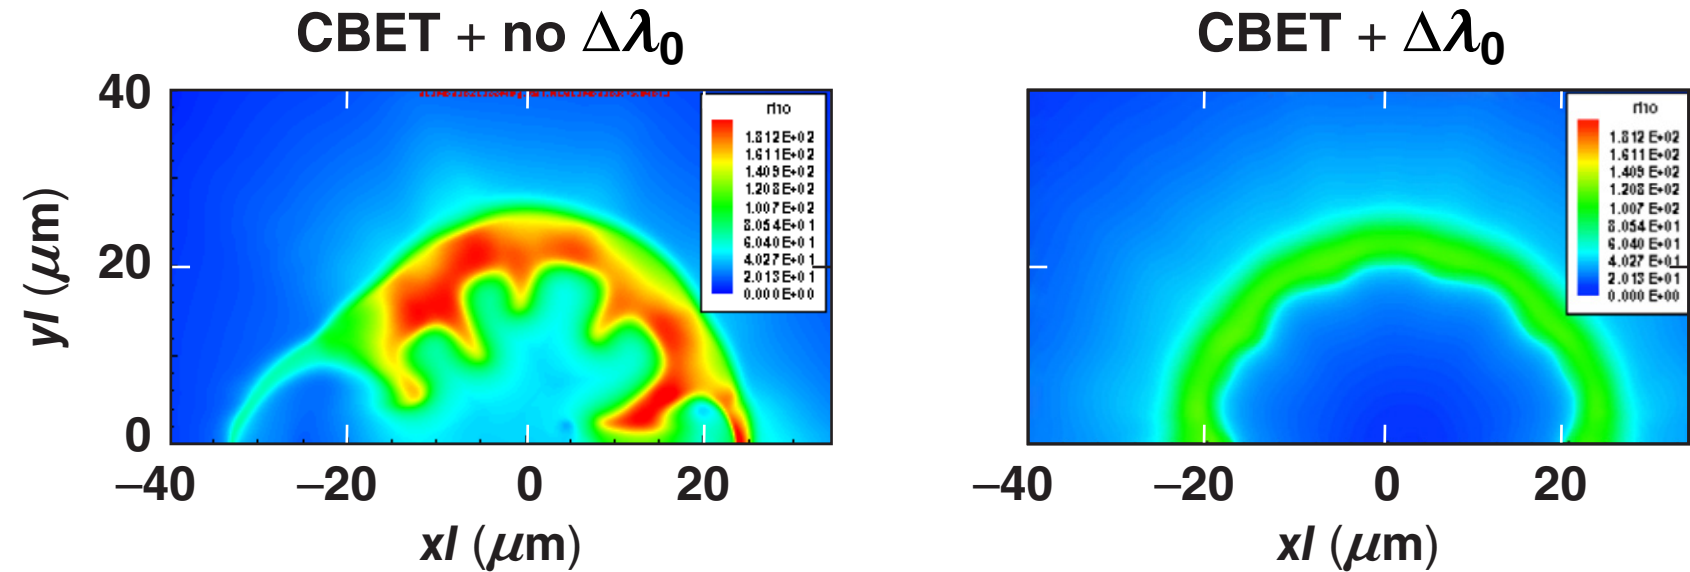 CBET + no Δλ0
CBET + Δλ0
40
20
0
yl (μm)
rho
1.812E+02
1.611E+02
1.409E+02
1.208E+02
1.007E+02
8.054E+01
6.040E+01
4.027E+01
2.013E+01
0.000E+00
rho
1.812E+02
1.611E+02
1.409E+02
1.208E+02
1.007E+02
8.054E+01
6.040E+01
4.027E+01
2.013E+01
0.000E+00
−40 −20 0 20
−40 −20 0 20
xl (μm)
xl (μm)